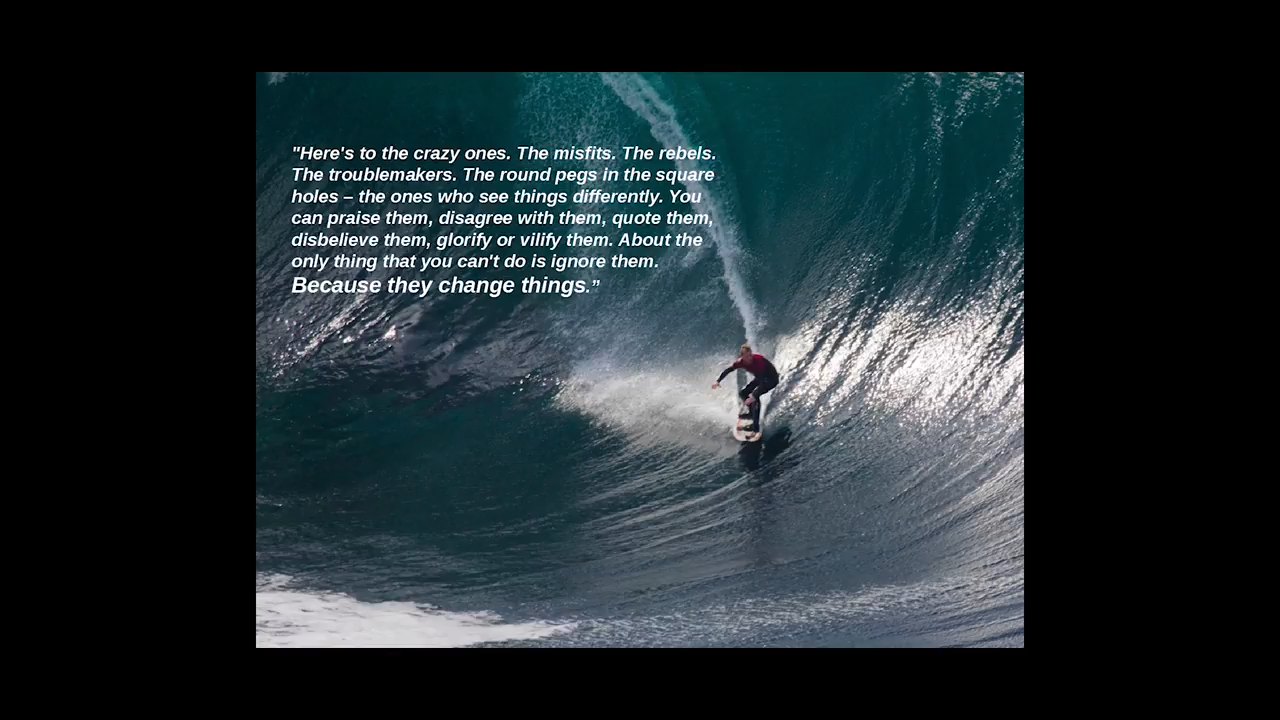 "Here's to the crazy ones. The misfits. The rebels.
The troublemakers. The round pegs in the square
holes – the ones who see things differently. You
can praise them, disagree with them, quote them,
disbelieve them, glorify or vilify them. About the
only thing that you can't do is ignore them.
Because they change things.”